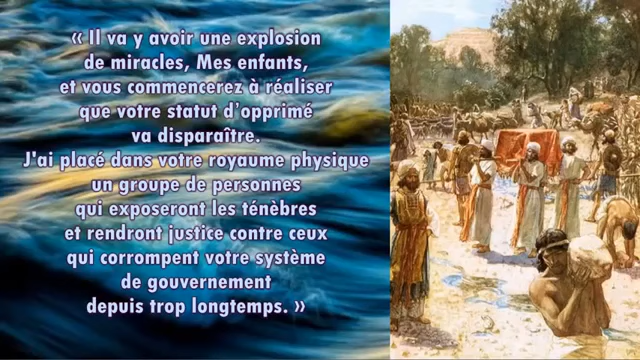 « Il va y avoir une explosion
de miracles, Mes enfants,
et vous commencerez à réaliser
que votre statut d'opprimé
va disparaître.
J'ai placé dans votre royaume physique
un groupe de personnes
qui exposeront les ténèbres
et rendront justice contre ceux
qui corrompent votre système
de gouvernement
depuis trop longtemps. »